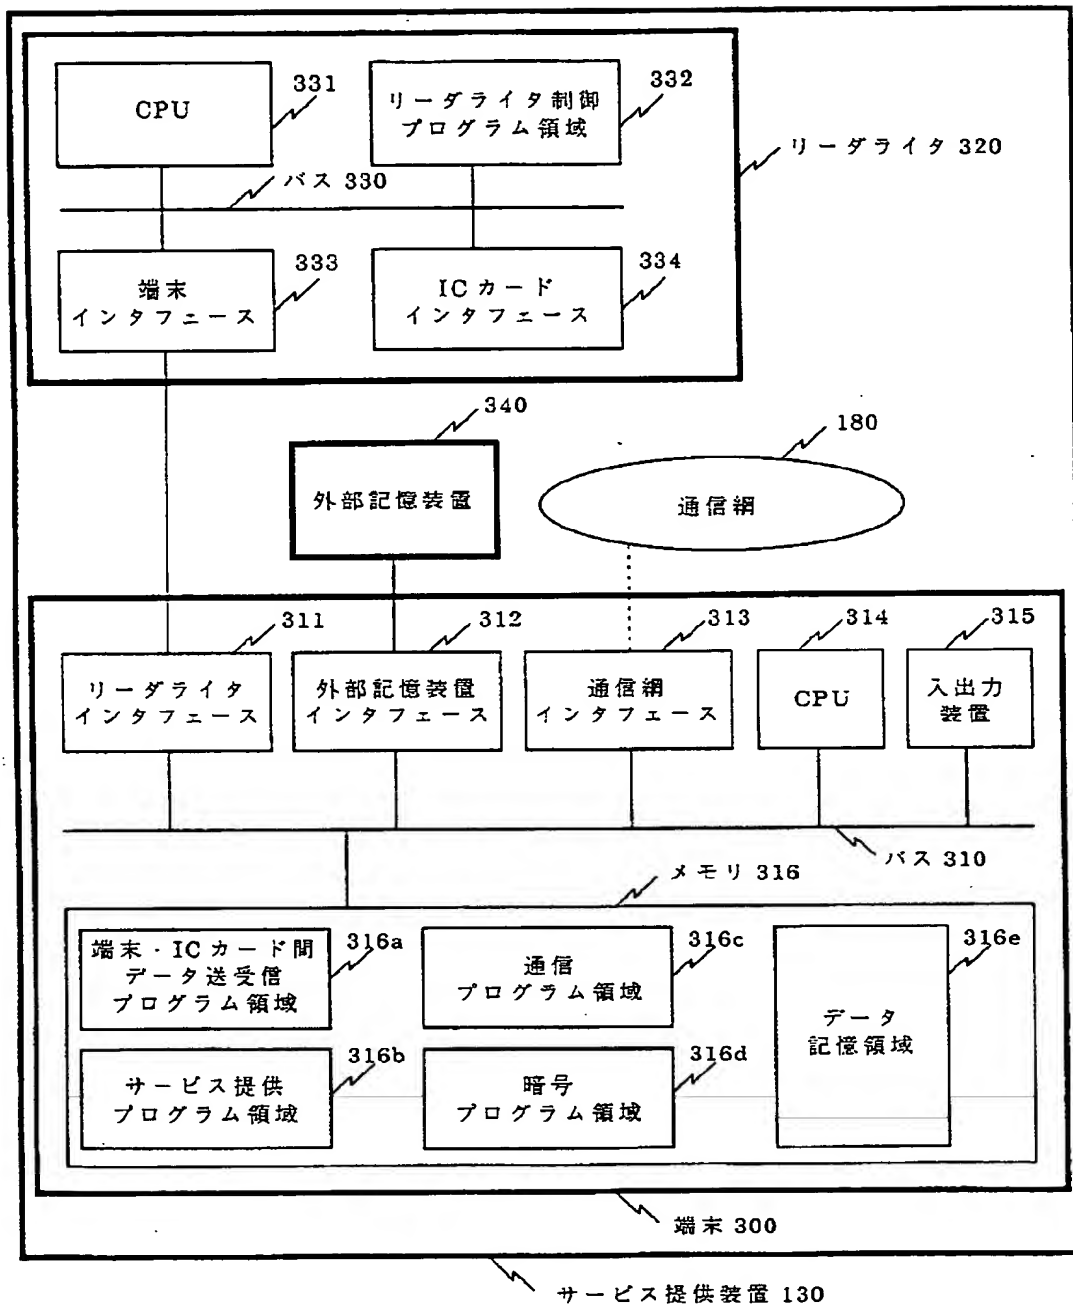 331
332
CPU
リーダライタ制御
プログラム領域
リーダライタ 320
バス 330
333
334
端末
インタフェース
ICカード
インタフェース
340
180
外部記憶装置
通信網
311
312
313
314
315
リーダライタ
インタフェース
外部記憶装置
インタフェース
通信網
インタフェース
CPU
入出力
装置
バス 310
メモリ 316
端末・ICカード間
データ送受信
プログラム領域
316a
通信
プログラム領域
316c
316e
データ
記憶領域
サービス提供
プログラム領域
316b
暗号
プログラム領域
316d
端末 300
サービス提供装置 130